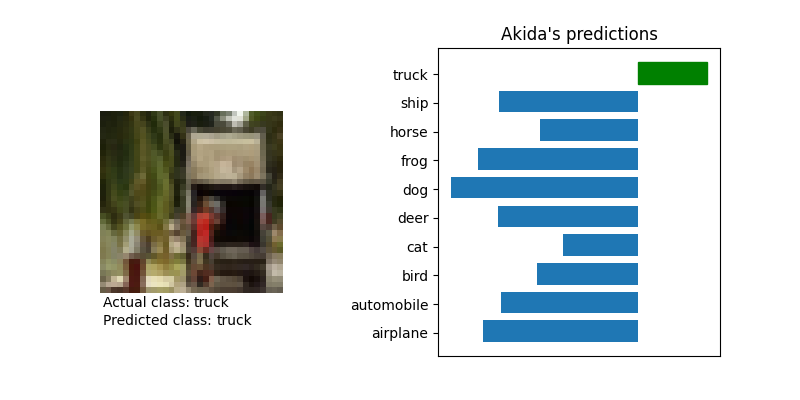 Akida's predictions
truck
ship
horse
frog
dog
deer
cat
bird
automobile
airplane
Actual class: truck
Predicted class: truck